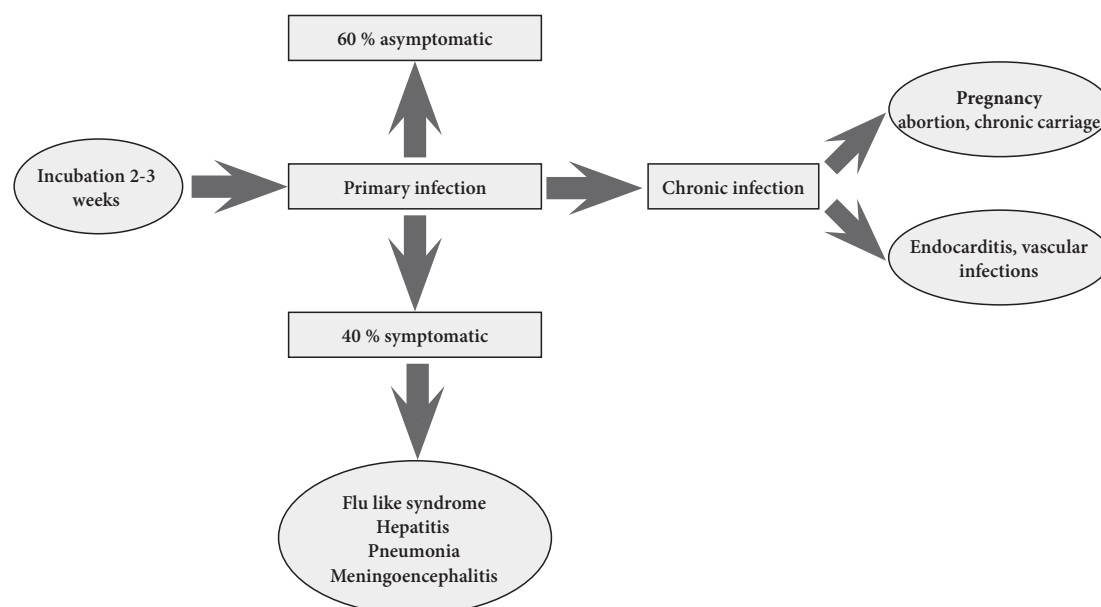 60 % asymptomatic
Pregnancy
abortion, chronic carriage
Incubation 2-3
weeks
Primary infection
Chronic infection
Endocarditis, vascular
infections
40 % symptomatic
Flu like syndrome
Hepatitis
Pneumonia
Meningoencephalitis